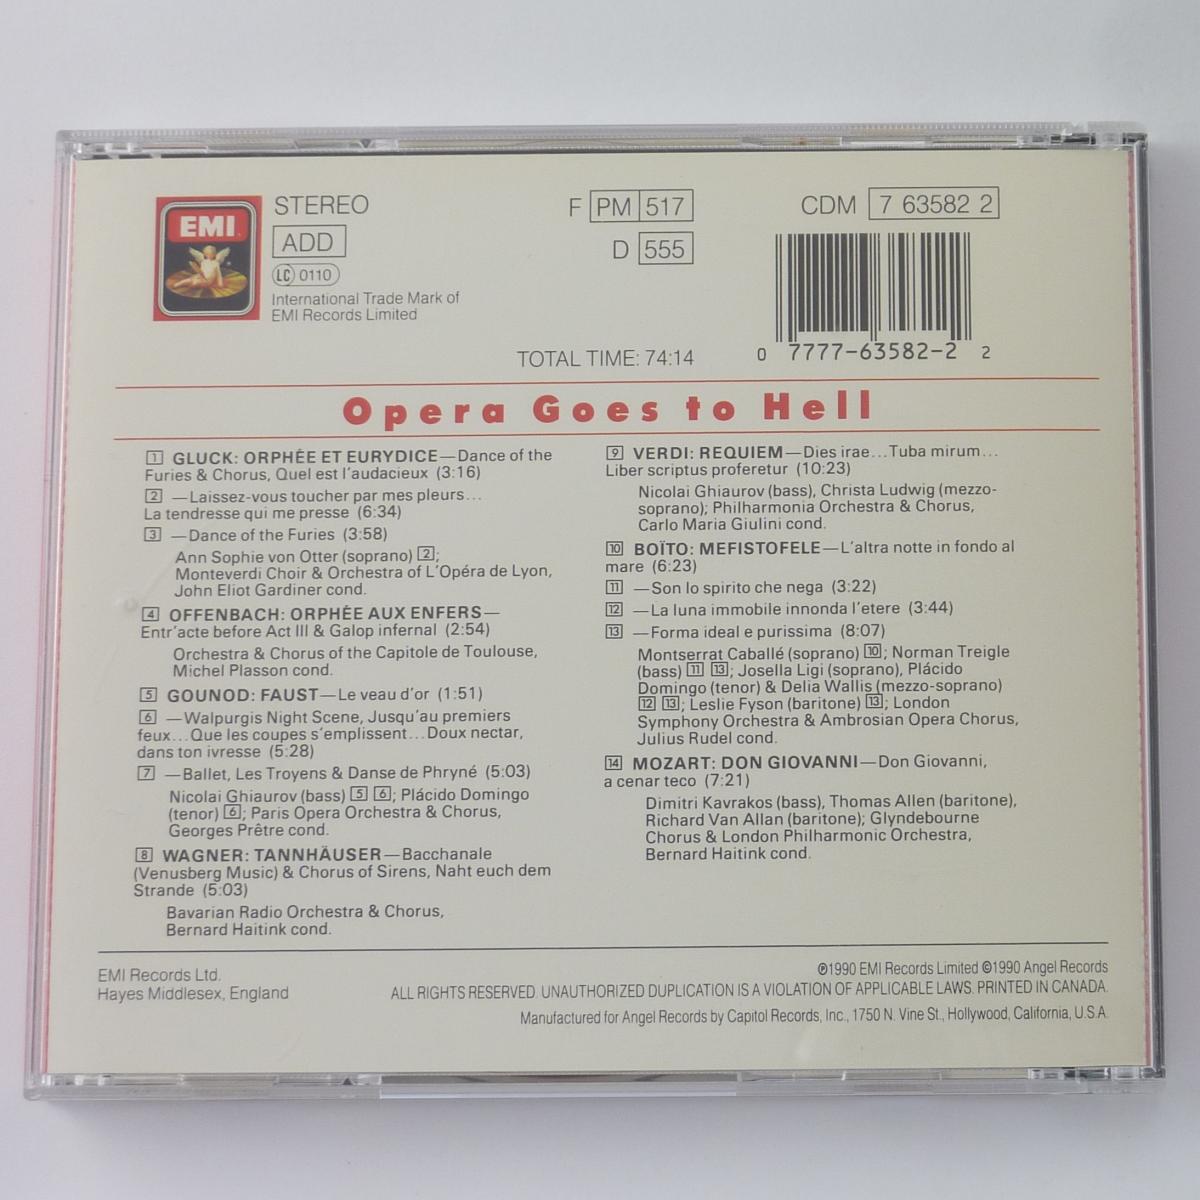 EMI
STEREO
ADD
LC 0110
International Trade Mark of
EMI Records Limited
F PM 517
D 555
CDM 7 63582 2
0 7777-63582-2 2
TOTAL TIME: 74:14
Opera Goes to Hell
1 GLUCK: ORPHÉE ET EURYDICE—Dance of the
Furies & Chorus, Quel est l'audacieux (3:16)
2 —Laissez-vous toucher par mes pleurs...
La tendresse qui me presse (6:34)
3 —Dance of the Furies (3:58)
Ann Sophie von Otter (soprano) 2;
Monteverdi Choir & Orchestra of L'Opéra de Lyon,
John Eliot Gardiner cond.
4 OFFENBACH: ORPHÉE AUX ENFERS—
Entr'acte before Act III & Galop infernal (2:54)
Orchestra & Chorus of the Capitole de Toulouse,
Michel Plasson cond.
5 GOUNOD: FAUST—Le veau d'or (1:51)
6 —Walpurgis Night Scene, Jusqu'au premiers
feux...Que les coupes s'emplissent...Doux nectar,
dans ton ivresse (5:28)
7 —Ballet, Les Troyens & Danse de Phryné (5:03)
Nicolai Ghiaurov (bass) 5 6; Plácido Domingo
(tenor) 6; Paris Opera Orchestra & Chorus,
Georges Prêtre cond.
8 WAGNER: TANNHÄUSER—Bacchanale
(Venusberg Music) & Chorus of Sirens, Naht euch dem
Strande (5:03)
Bavarian Radio Orchestra & Chorus,
Bernard Haitink cond.
9 VERDI: REQUIEM—Dies irae...Tuba mirum...
Liber scriptus proferetur (10:23)
Nicolai Ghiaurov (bass), Christa Ludwig (mezzo-
soprano); Philharmonia Orchestra & Chorus,
Carlo Maria Giulini cond.
10 BOÏTO: MEFISTOFELE—L'altra notte in fondo al
mare (6:23)
11 —Son lo spirito che nega (3:22)
12 —La luna immobile innonda l'etere (3:44)
13 —Forma ideal e purissima (8:07)
Montserrat Caballé (soprano) 10; Norman Treigle
(bass) 11 13; Josella Ligi (soprano), Plácido
Domingo (tenor) & Delia Wallis (mezzo-soprano)
12 13; Leslie Fyson (baritone) 13; London
Symphony Orchestra & Ambrosian Opera Chorus,
Julius Rudel cond.
14 MOZART: DON GIOVANNI—Don Giovanni,
a cenar teco (7:21)
Dimitri Kavrakos (bass), Thomas Allen (baritone),
Richard Van Allan (baritone); Glyndebourne
Chorus & London Philharmonic Orchestra,
Bernard Haitink cond.
EMI Records Ltd.
Hayes Middlesex, England
℗1990 EMI Records Limited ©1990 Angel Records
ALL RIGHTS RESERVED. UNAUTHORIZED DUPLICATION IS A VIOLATION OF APPLICABLE LAWS. PRINTED IN CANADA.
Manufactured for Angel Records by Capitol Records, Inc., 1750 N. Vine St., Hollywood, California, U.S.A.